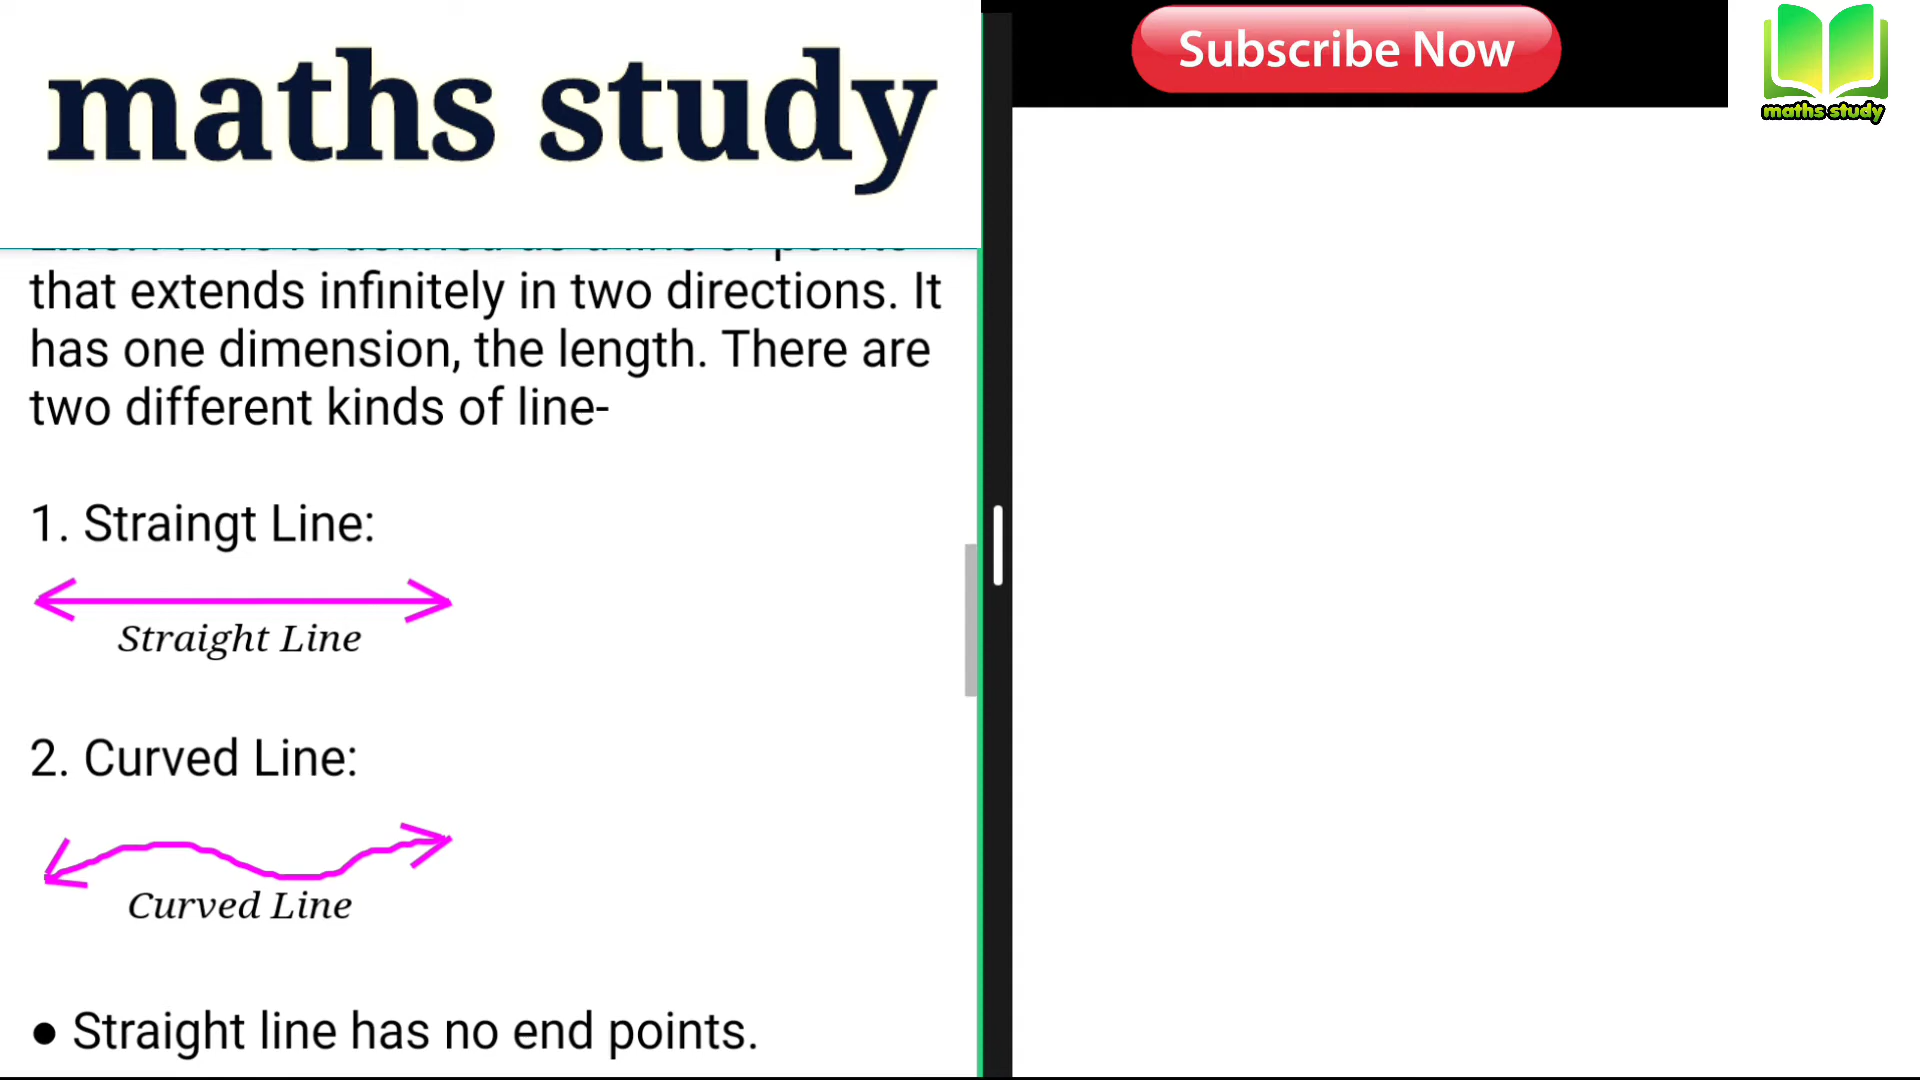 maths study
Subscribe Now
maths study
that extends infinitely in two directions. It
has one dimension, the length. There are
two different kinds of line-
1. Straingt Line:
Straight Line
2. Curved Line:
Curved Line
● Straight line has no end points.